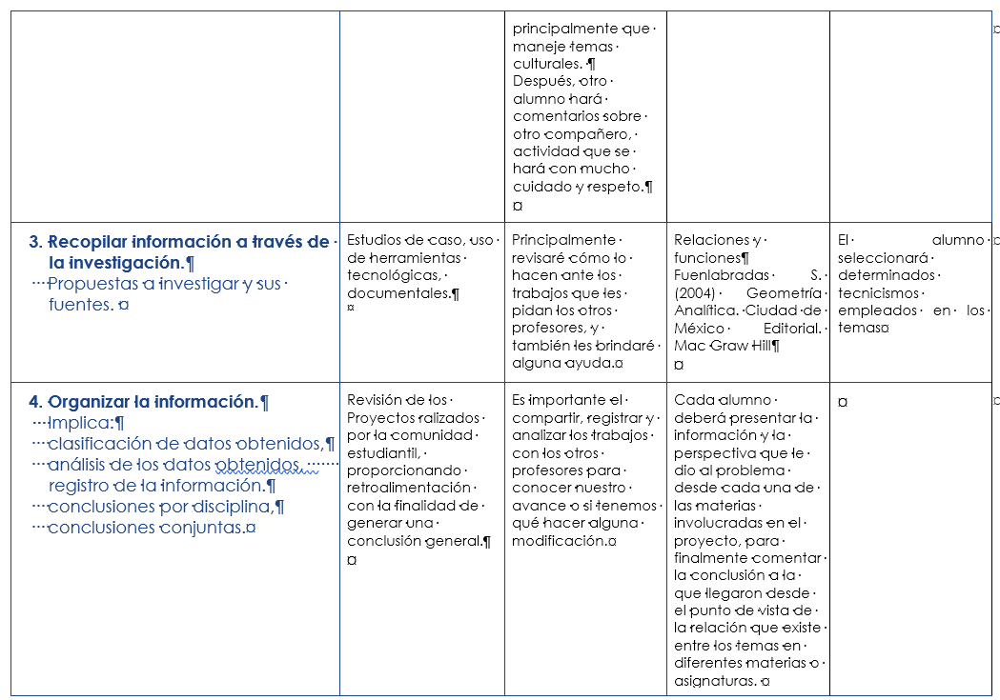 principalmente que
maneje temas
culturales.
Después, otro
alumno hará
comentarios sobre
otro compañero,
actividad que se
hará con mucho
cuidado y respeto.
3. Recopilar información a través de
la investigación.
Propuestas a investigar y sus
fuentes.
Estudios de caso, uso
de herramientas
tecnológicas,
documentales.
Principalmente
revisaré cómo lo
hacen ante los
trabajos que les
pidan los otros
profesores, y
también les brindaré
alguna ayuda.
Relaciones y
funciones
Fuenlabradas S.
(2004) Geometría
Analítica. Ciudad de
México Editorial.
Mac Graw Hill
El alumno
seleccionará
determinados
tecnicismos
empleados en los
temas
4. Organizar la información.
Implica:
clasificación de datos obtenidos,
análisis de los datos obtenidos,
registro de la información.
conclusiones por disciplina,
conclusiones conjuntas.
Revisión de los
Proyectos ralizados
por la comunidad
estudiantil,
proporcionando
retroalimentación
con la finalidad de
generar una
conclusión general.
Es importante el
compartir, registrar y
analizar los trabajos
con los otros
profesores para
conocer nuestro
avance o si tenemos
qué hacer alguna
modificación.
Cada alumno
deberá presentar la
información y la
perspectiva que le
dio al problema
desde cada una de
las materias
involucradas en el
proyecto, para
finalmente comentar
la conclusión a la
que llegaron desde
el punto de vista de
la relación que existe
entre los temas en
diferentes materias o
asignaturas.